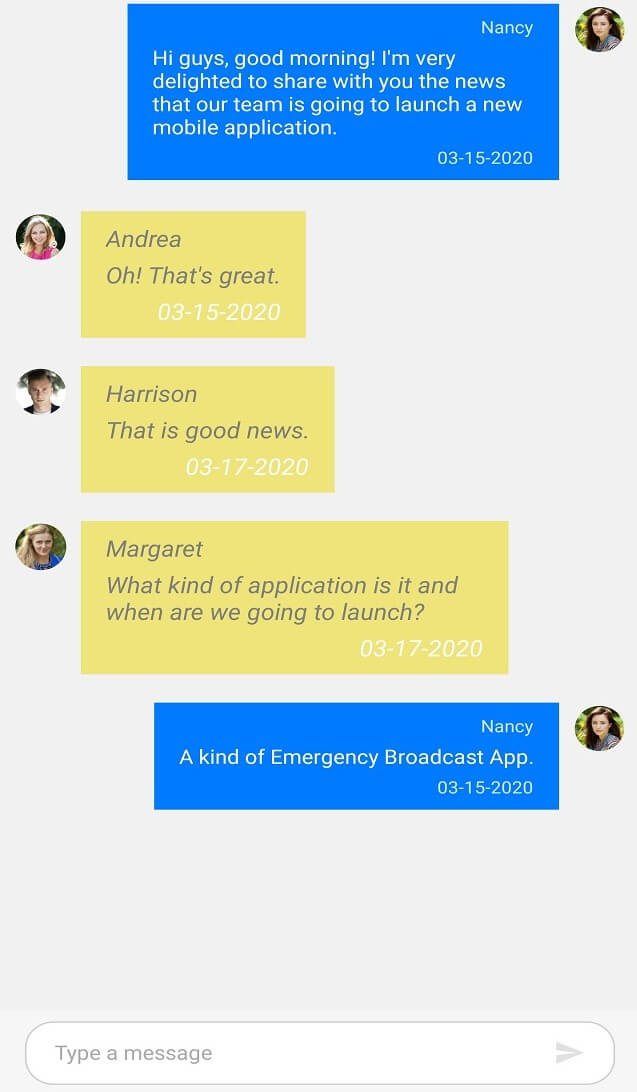 Nancy
Hi guys, good morning! I'm very
delighted to share with you the news
that our team is going to launch a new
mobile application.
03-15-2020
Andrea
Oh! That's great.
03-15-2020
Harrison
That is good news.
03-17-2020
Margaret
What kind of application is it and
when are we going to launch?
03-17-2020
Nancy
A kind of Emergency Broadcast App.
03-15-2020
Type a message